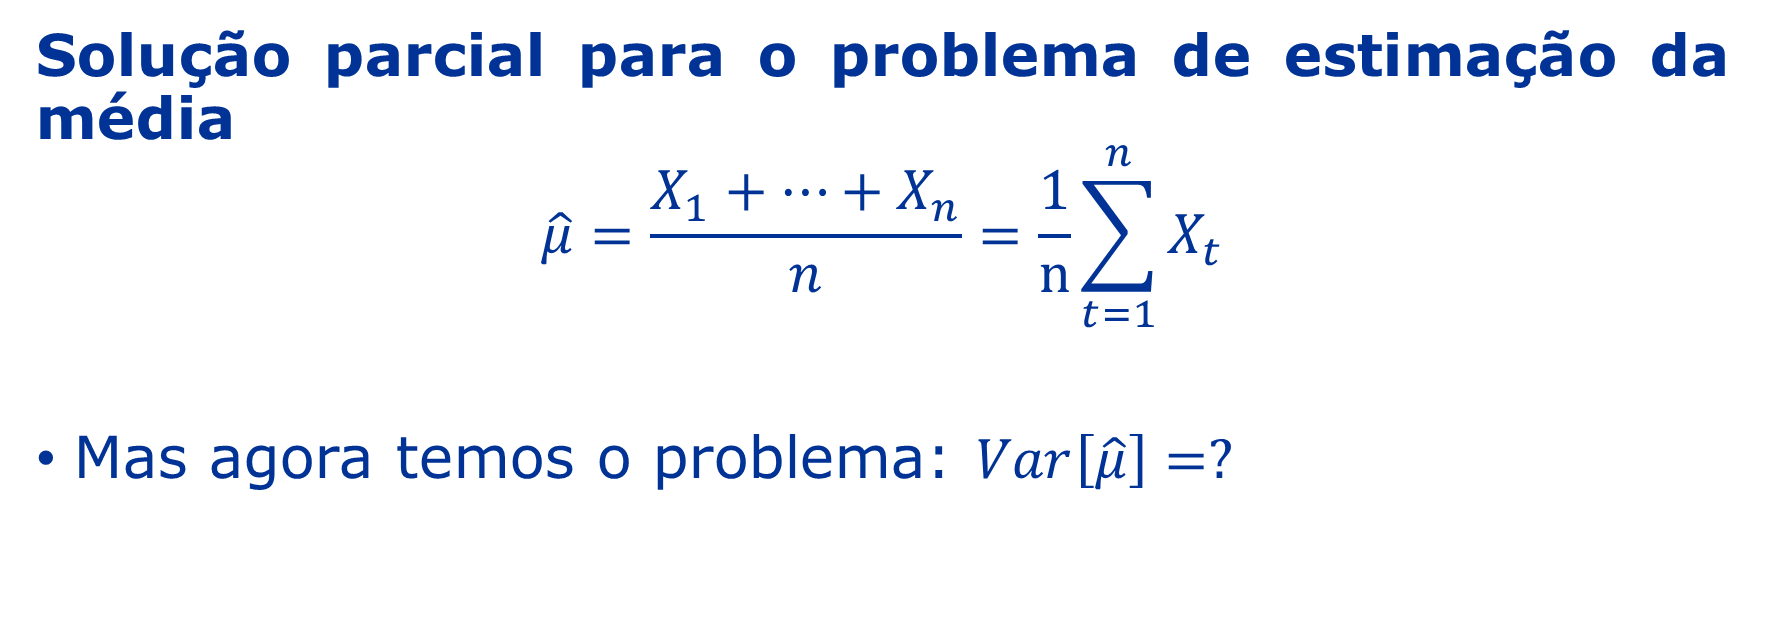 Solução parcial para o problema de estimação da
média
μ̂ = (X₁ + ⋯ + Xₙ)/n = (1/n) ∑ₜ₌₁ⁿ Xₜ
• Mas agora temos o problema: Var[μ̂] =?